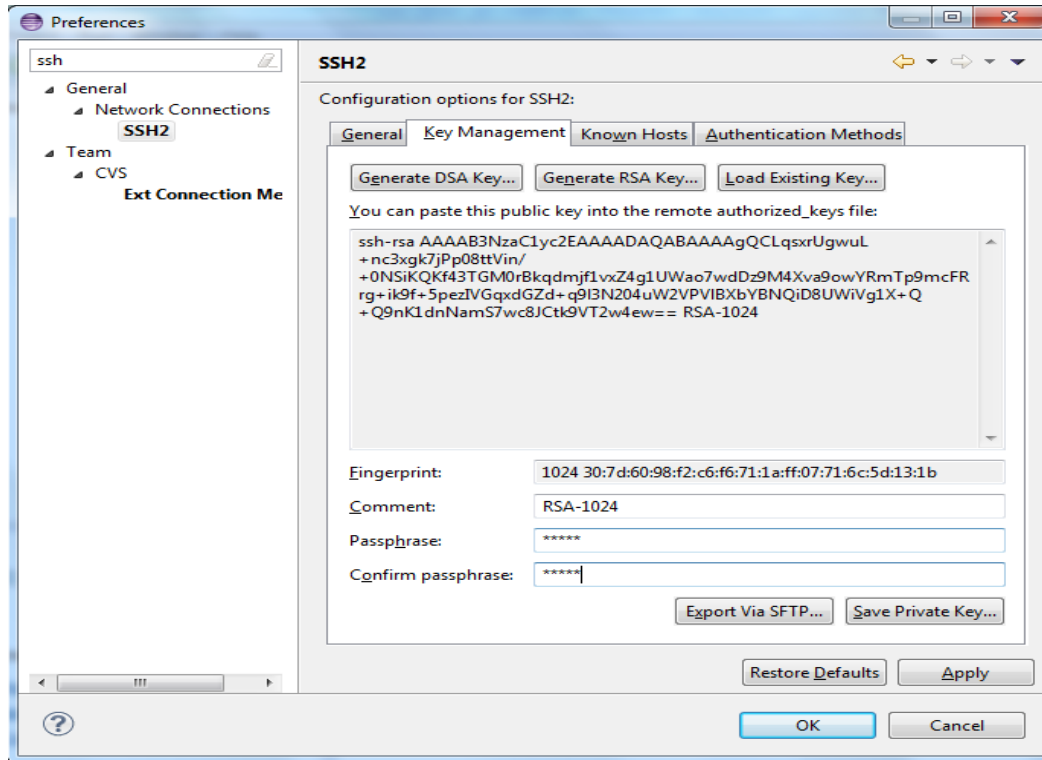 Preferences
ssh
General
Network Connections
SSH2
Team
CVS
Ext Connection Me
SSH2
Configuration options for SSH2:
General Key Management Known Hosts Authentication Methods
Generate DSA Key... Generate RSA Key... Load Existing Key...
You can paste this public key into the remote authorized_keys file:
ssh-rsa AAAAB3NzaC1yc2EAAAADAQABAAAAgQCLqsxrUgwuL
+nc3xgk7jPp08ttVin/
+0NSiKQKf43TGM0rBkqdmjf1vxZ4g1UWao7wdDz9M4Xva9owYRmTp9mcFR
rg+ik9f+5pezIVGqxdGZd+q9l3N204uW2VPVIBXbYBNQiD8UWiVg1X+Q
+Q9nK1dnNamS7wc8JCtk9VT2w4ew== RSA-1024
Fingerprint: 1024 30:7d:60:98:f2:c6:f6:71:1a:ff:07:71:6c:5d:13:1b
Comment: RSA-1024
Passphrase: *****
Confirm passphrase: *****
Export Via SFTP... Save Private Key...
Restore Defaults Apply
OK Cancel